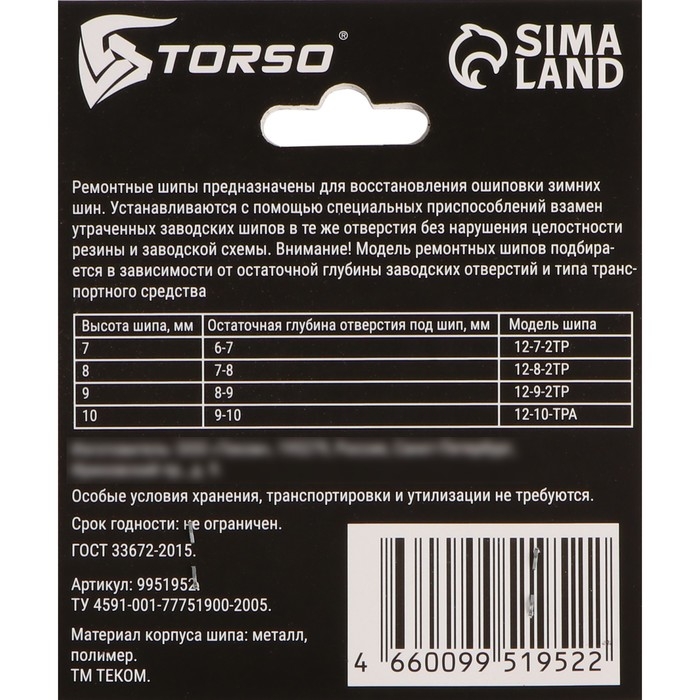 TORSO ®
SIMA
LAND
Ремонтные шипы предназначены для восстановления ошиповки зимних
шин. Устанавливаются с помощью специальных приспособлений взамен
утраченных заводских шипов в те же отверстия без нарушения целостности
резины и заводской схемы. Внимание! Модель ремонтных шипов подбира-
ется в зависимости от остаточной глубины заводских отверстий и типа транс-
портного средства
Высота шипа, мм Остаточная глубина отверстия под шип, мм Модель шипа
7 6-7 12-7-2ТР
8 7-8 12-8-2ТР
9 8-9 12-9-2ТР
10 9-10 12-10-ТРА
Особые условия хранения, транспортировки и утилизации не требуются.
Срок годности: не ограничен.
ГОСТ 33672-2015.
Артикул: 9951952.
ТУ 4591-001-77751900-2005.
Материал корпуса шипа: металл,
полимер.
ТМ ТЕКОМ.
4 660099 519522